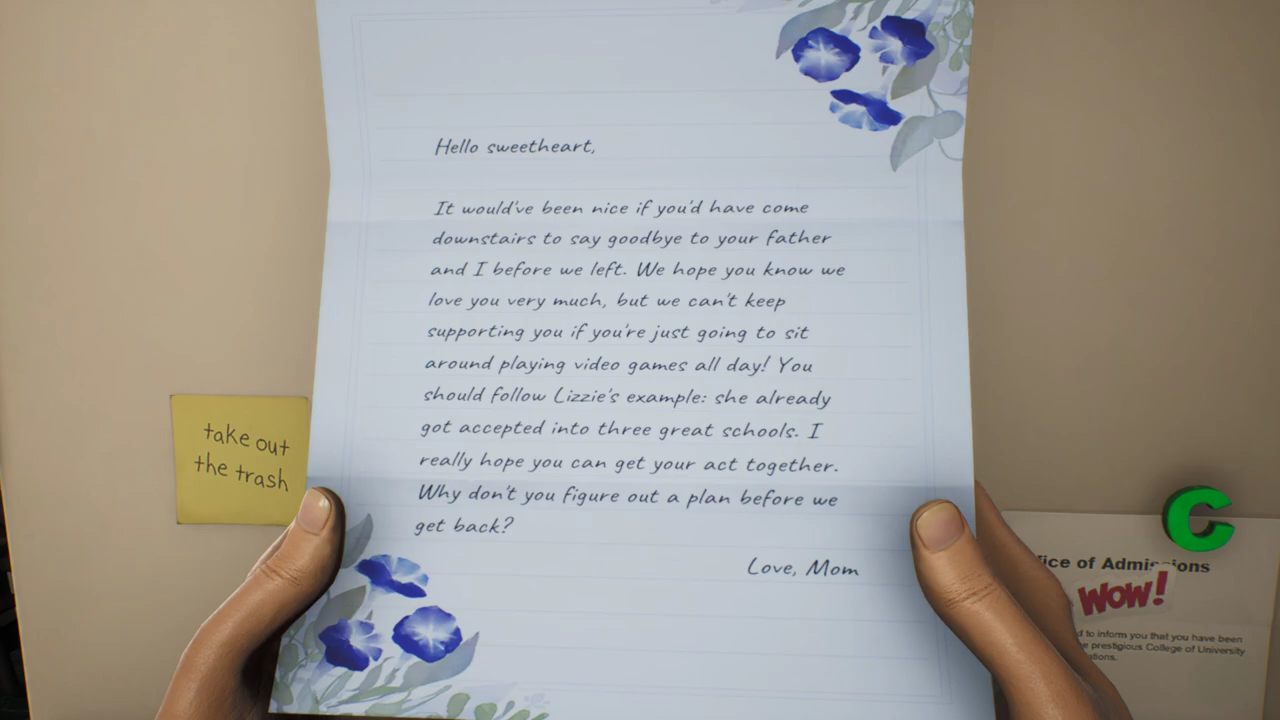 Hello sweetheart,
It would've been nice if you'd have come
downstairs to say goodbye to your father
and I before we left. We hope you know we
love you very much, but we can't keep
supporting you if you're just going to sit
around playing video games all day! You
should follow Lizzie's example: she already
got accepted into three great schools. I
really hope you can get your act together.
Why don't you figure out a plan before we
get back?
Love, Mom
take out
the trash
C
of Admissions
WOW!
to inform you that you have been
prestigious College of University